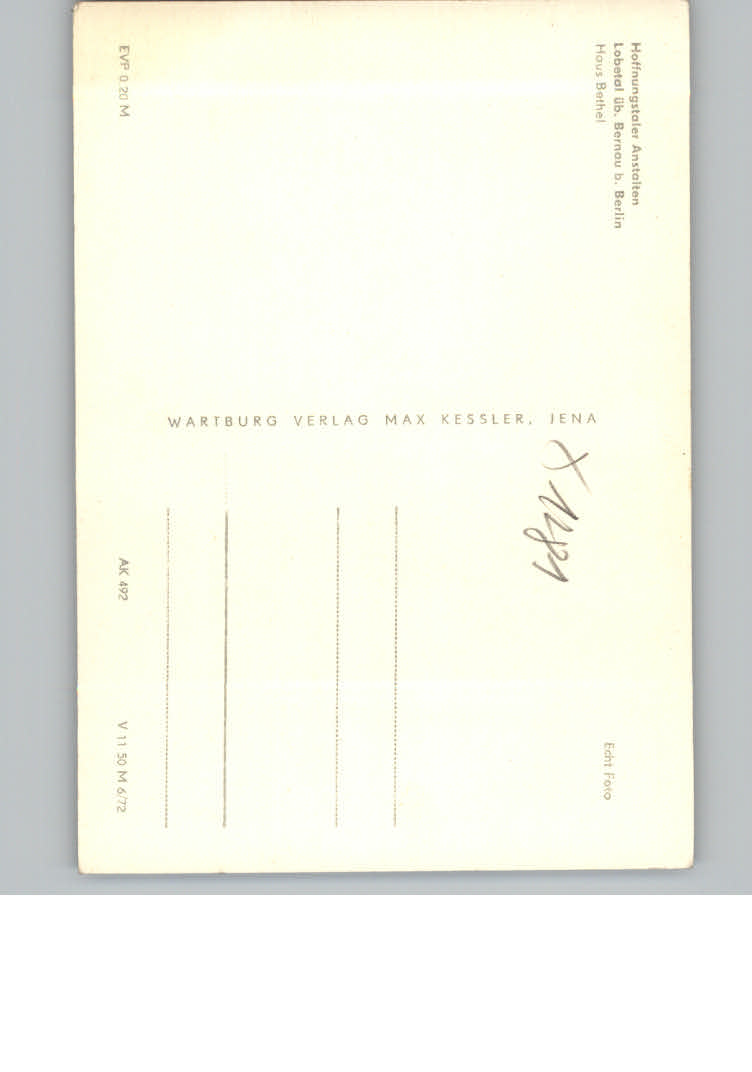 Hoffnungstaler Anstalten
Lobetal üb. Bernau b. Berlin
Haus Bethel
EVP 0.20 M
WARTBURG VERLAG MAX KESSLER, JENA
Echt Foto
AK 492
V 11 50 M 6/72